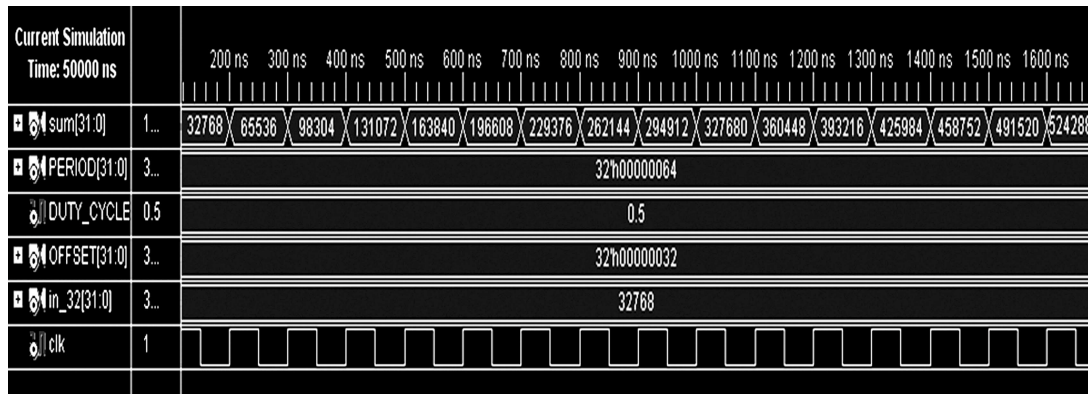 Current Simulation
Time: 50000 ns
200 ns 300 ns 400 ns 500 ns 600 ns 700 ns 800 ns 900 ns 1000 ns 1100 ns 1200 ns 1300 ns 1400 ns 1500 ns 1600 ns
sum[31:0] 1... 32768 65536 98304 131072 163840 196608 229376 262144 294912 327680 360448 393216 425984 458752 491520 524288
PERIOD[31:0] 3... 32'h00000064
DUTY_CYCLE 0.5 0.5
OFFSET[31:0] 3... 32'h00000032
in_32[31:0] 3... 32768
clk 1